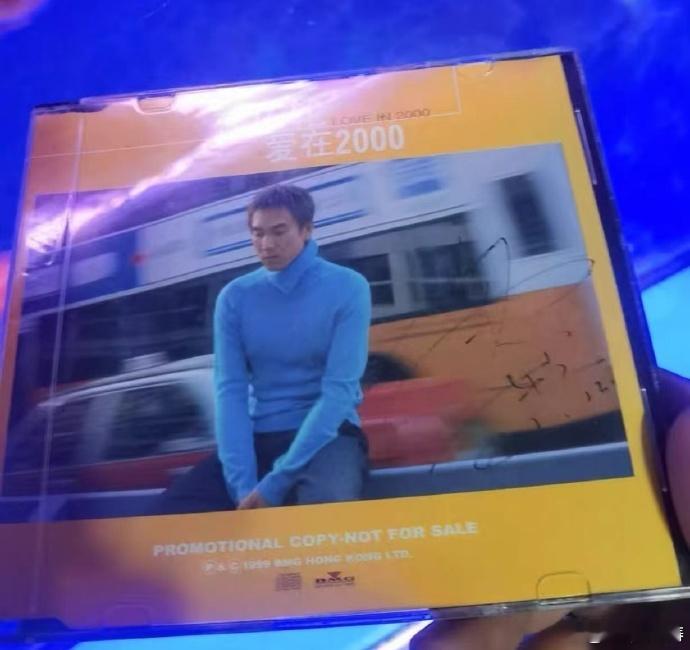 LOVE IN 2000
爱在2000
PROMOTIONAL COPY-NOT FOR SALE
Ⓟ & Ⓒ 1999 BMG HONG KONG LTD.
BMG